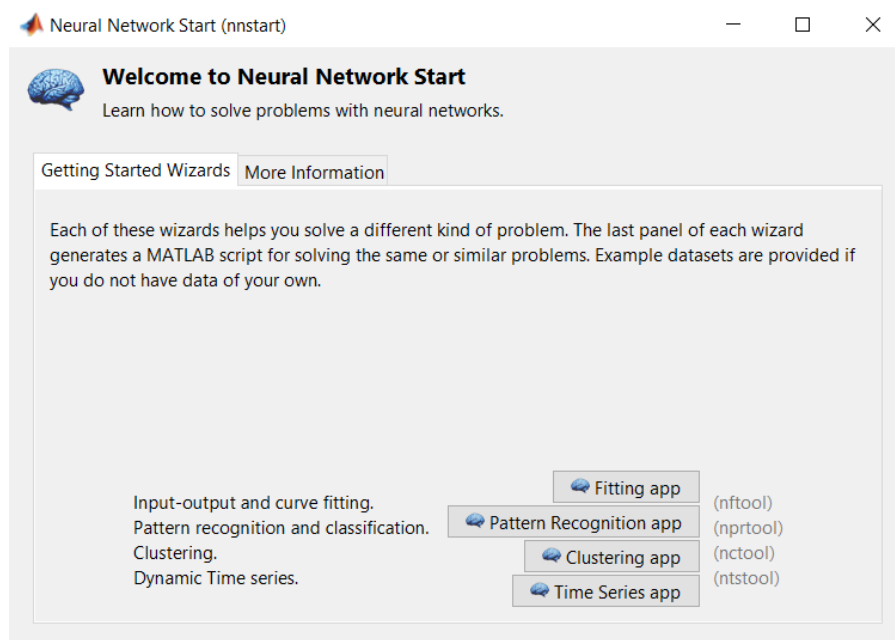 Neural Network Start (nnstart)
Welcome to Neural Network Start
Learn how to solve problems with neural networks.
Getting Started Wizards More Information
Each of these wizards helps you solve a different kind of problem. The last panel of each wizard
generates a MATLAB script for solving the same or similar problems. Example datasets are provided if
you do not have data of your own.
Input-output and curve fitting. Fitting app (nftool)
Pattern recognition and classification. Pattern Recognition app (nprtool)
Clustering. Clustering app (nctool)
Dynamic Time series. Time Series app (ntstool)